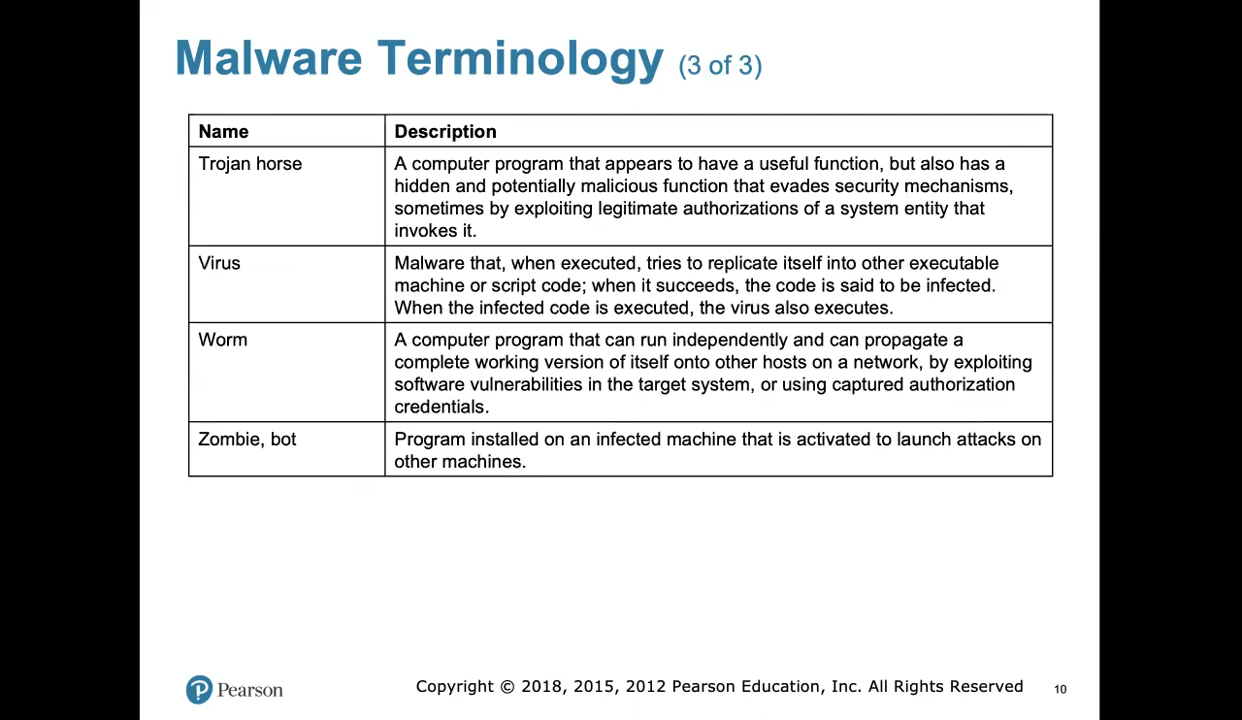 Malware Terminology (3 of 3)
Name
Description
Trojan horse
A computer program that appears to have a useful function, but also has a
hidden and potentially malicious function that evades security mechanisms,
sometimes by exploiting legitimate authorizations of a system entity that
invokes it.
Virus
Malware that, when executed, tries to replicate itself into other executable
machine or script code; when it succeeds, the code is said to be infected.
When the infected code is executed, the virus also executes.
Worm
A computer program that can run independently and can propagate a
complete working version of itself onto other hosts on a network, by exploiting
software vulnerabilities in the target system, or using captured authorization
credentials.
Zombie, bot
Program installed on an infected machine that is activated to launch attacks on
other machines.
P Pearson
Copyright © 2018, 2015, 2012 Pearson Education, Inc. All Rights Reserved
10